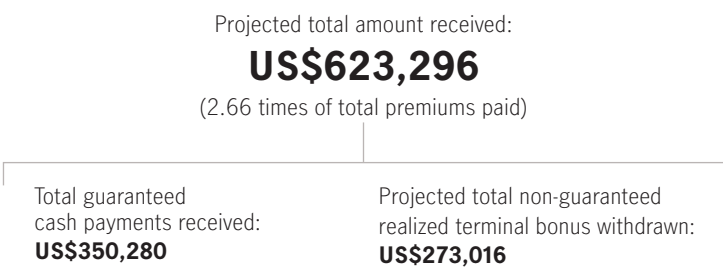 Projected total amount received:
US$623,296
(2.66 times of total premiums paid)
Total guaranteed
cash payments received:
US$350,280
Projected total non-guaranteed
realized terminal bonus withdrawn:
US$273,016